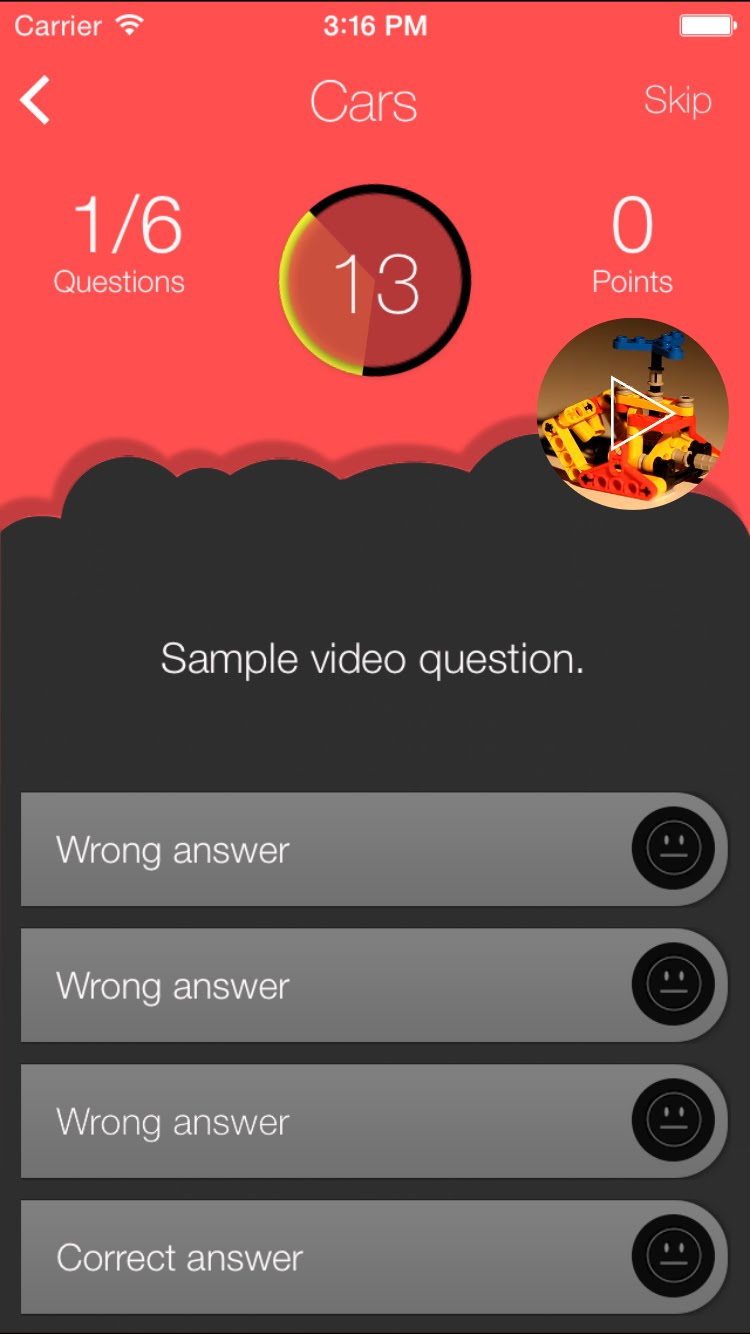 Carrier 3:16 PM
Cars Skip
1/6 13 0
Questions Points
Sample video question.
Wrong answer
Wrong answer
Wrong answer
Correct answer